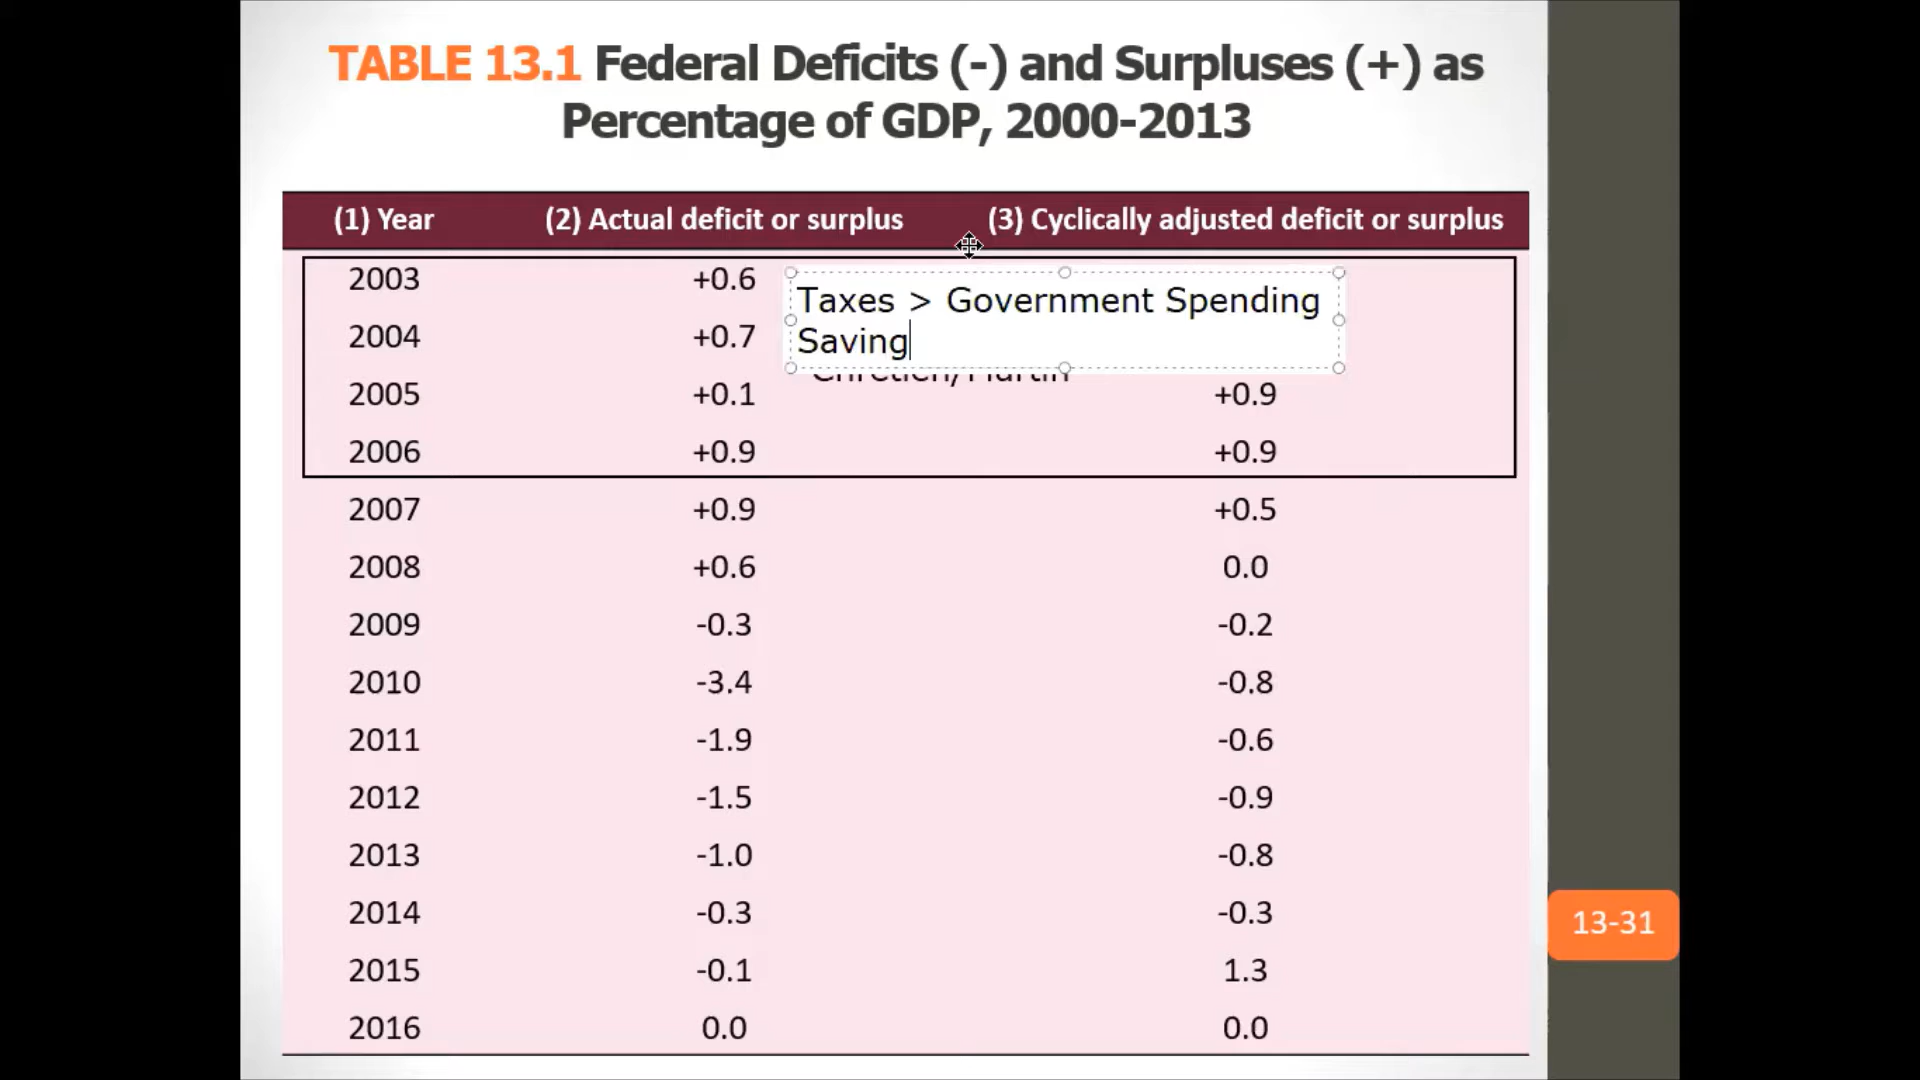 TABLE 13.1 Federal Deficits (-) and Surpluses (+) as
Percentage of GDP, 2000-2013
(1) Year (2) Actual deficit or surplus (3) Cyclically adjusted deficit or surplus
2003 +0.6
Taxes > Government Spending
2004 +0.7
Saving
Chretien/Martin
2005 +0.1 +0.9
2006 +0.9 +0.9
2007 +0.9 +0.5
2008 +0.6 0.0
2009 -0.3 -0.2
2010 -3.4 -0.8
2011 -1.9 -0.6
2012 -1.5 -0.9
2013 -1.0 -0.8
2014 -0.3 -0.3
2015 -0.1 1.3
2016 0.0 0.0
13-31